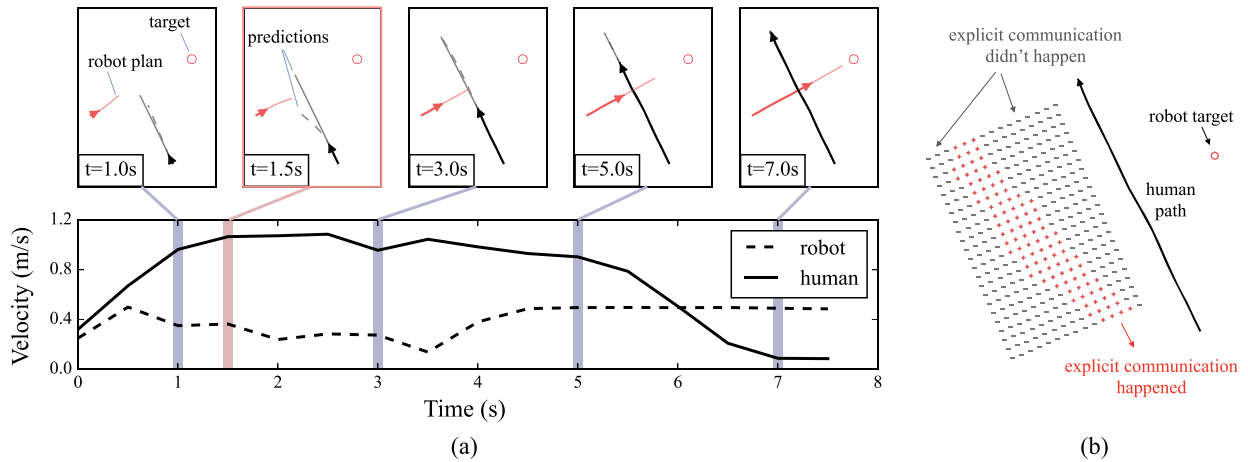 target
robot plan
t=1.0s
predictions
t=1.5s
t=3.0s
t=5.0s
t=7.0s
Velocity (m/s)
1.2
0.8
0.4
0.0
0
1
2
3
4
5
6
7
8
Time (s)
robot
human
(a)
explicit communication
didn't happen
robot target
human
path
explicit communication
happened
(b)